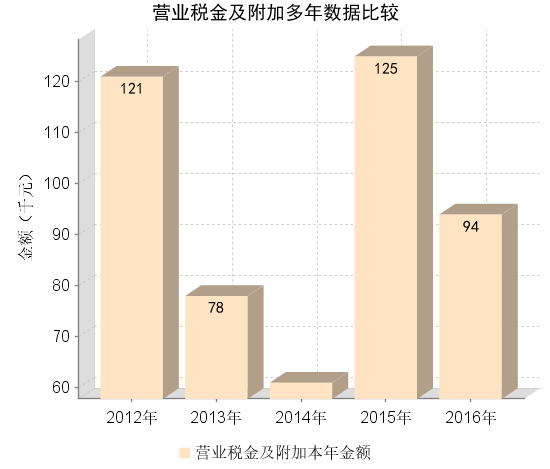 营业税金及附加多年数据比较
金额（千元）
120
110
100
90
80
70
60
121
78
125
94
2012年
2013年
2014年
2015年
2016年
营业税金及附加本年金额